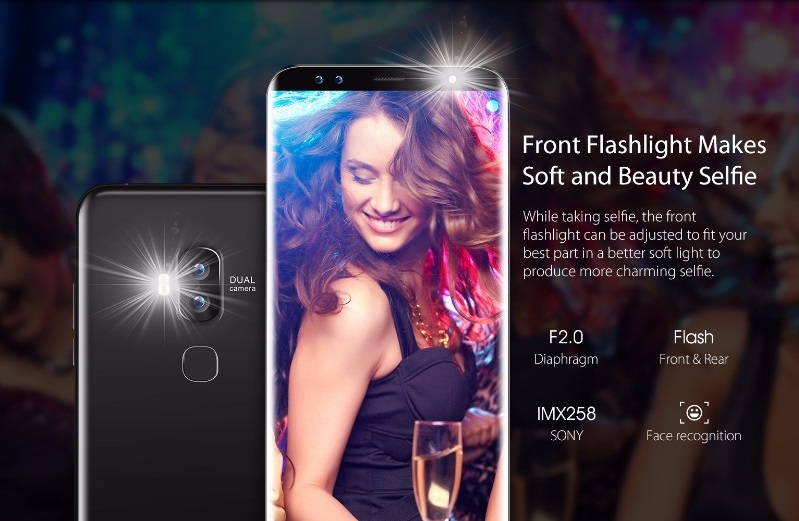 Front Flashlight Makes
Soft and Beauty Selfie
While taking selfie, the front
flashlight can be adjusted to fit your
best part in a better soft light to
produce more charming selfie.
DUAL
camera
F2.0
Diaphragm
Flash
Front & Rear
IMX258
SONY
Face recognition